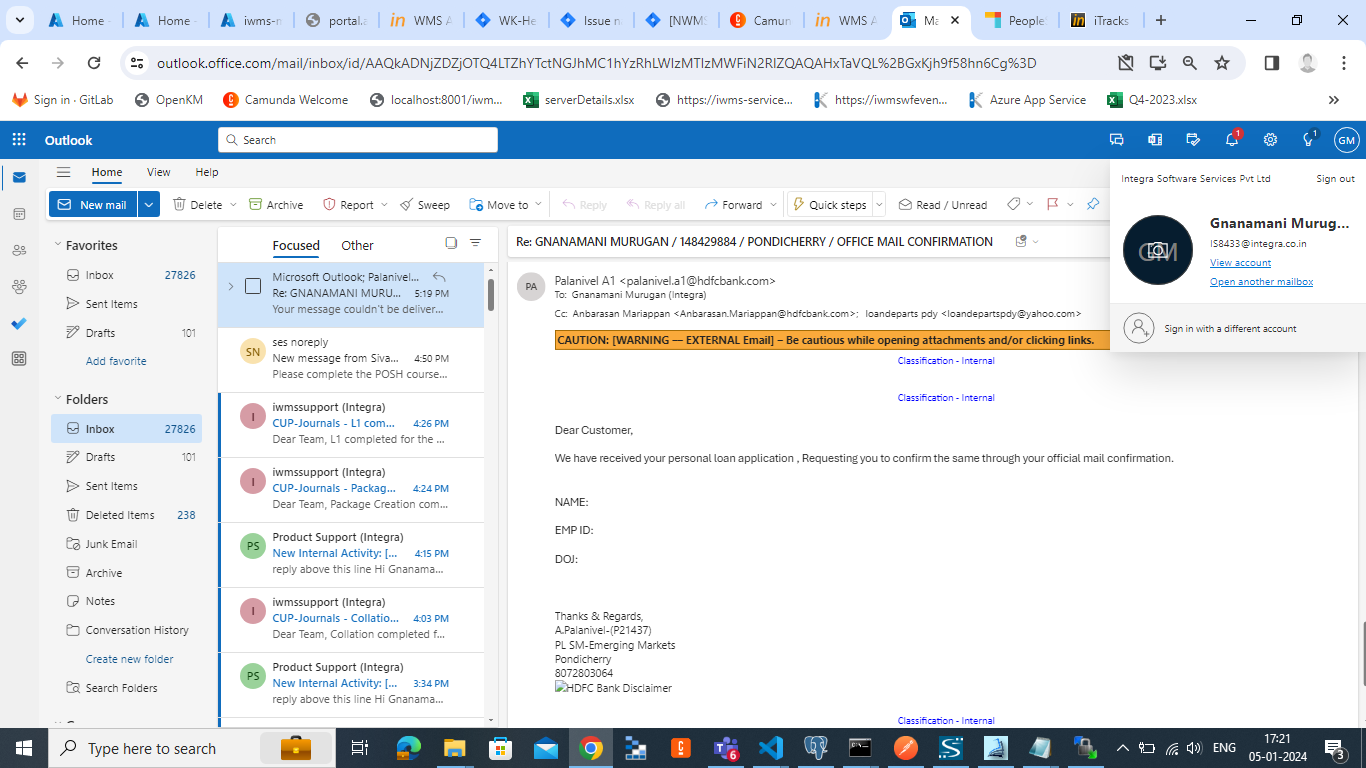 Home -
Home -
iwms-n
portal.a
WMS A
WK-He
Issue n
[NWMS
Camun
WMS A
Ma
People
iTracks
outlook.office.com/mail/inbox/id/AAQkADNjZDZjOTQ4LTZhYTctNGJhMC1hYzRhLWIzMTIzMWFiN2RlZQAQAHxTaVQL%2BGxKjh9f58hn6Cg%3D
Sign in · GitLab
OpenKM
Camunda Welcome
localhost:8001/iwm...
serverDetails.xlsx
https://iwms-service...
https://iwmswfeven...
Azure App Service
Q4-2023.xlsx
Outlook
Search
1
1
GM
Home View Help
New mail
Delete
Archive
Report
Sweep
Move to
Reply
Reply all
Forward
Quick steps
Read / Unread
Favorites
Inbox 27826
Sent Items
Drafts 101
Add favorite
Folders
Inbox 27826
Drafts 101
Sent Items
Deleted Items 238
Junk Email
Archive
Notes
Conversation History
Create new folder
Search Folders
Focused Other
Microsoft Outlook; Palanivel...
Re: GNANAMANI MURU... 5:19 PM
Your message couldn't be deliver...
SN
ses noreply
New message from Siva... 4:50 PM
Please complete the POSH course...
I
iwmssupport (Integra)
CUP-Journals - L1 com... 4:26 PM
Dear Team, L1 completed for the ...
I
iwmssupport (Integra)
CUP-Journals - Packag... 4:24 PM
Dear Team, Package Creation com...
PS
Product Support (Integra)
New Internal Activity: [... 4:15 PM
reply above this line Hi Gnanama...
I
iwmssupport (Integra)
CUP-Journals - Collatio... 4:03 PM
Dear Team, Collation completed f...
PS
Product Support (Integra)
New Internal Activity: [... 3:34 PM
reply above this line Hi Gnanama...
Re: GNANAMANI MURUGAN / 148429884 / PONDICHERRY / OFFICE MAIL CONFIRMATION
PA
Palanivel A1 <palanivel.a1@hdfcbank.com>
To: Gnanamani Murugan (Integra)
Cc: Anbarasan Mariappan <Anbarasan.Mariappan@hdfcbank.com>; loandeparts pdy <loandepartspdy@yahoo.com>
CAUTION: [WARNING — EXTERNAL Email] – Be cautious while opening attachments and/or clicking links.
Classification - Internal
Classification - Internal
Dear Customer,
We have received your personal loan application , Requesting you to confirm the same through your official mail confirmation.
NAME:
EMP ID:
DOJ:
Thanks & Regards,
A.Palanivel-(P21437)
PL SM-Emerging Markets
Pondicherry
8072803064
HDFC Bank Disclaimer
Classification - Internal
Integra Software Services Pvt Ltd Sign out
GM
Gnanamani Murug...
IS8433@integra.co.in
View account
Open another mailbox
Sign in with a different account
Type here to search
6
ENG
17:21
05-01-2024
3